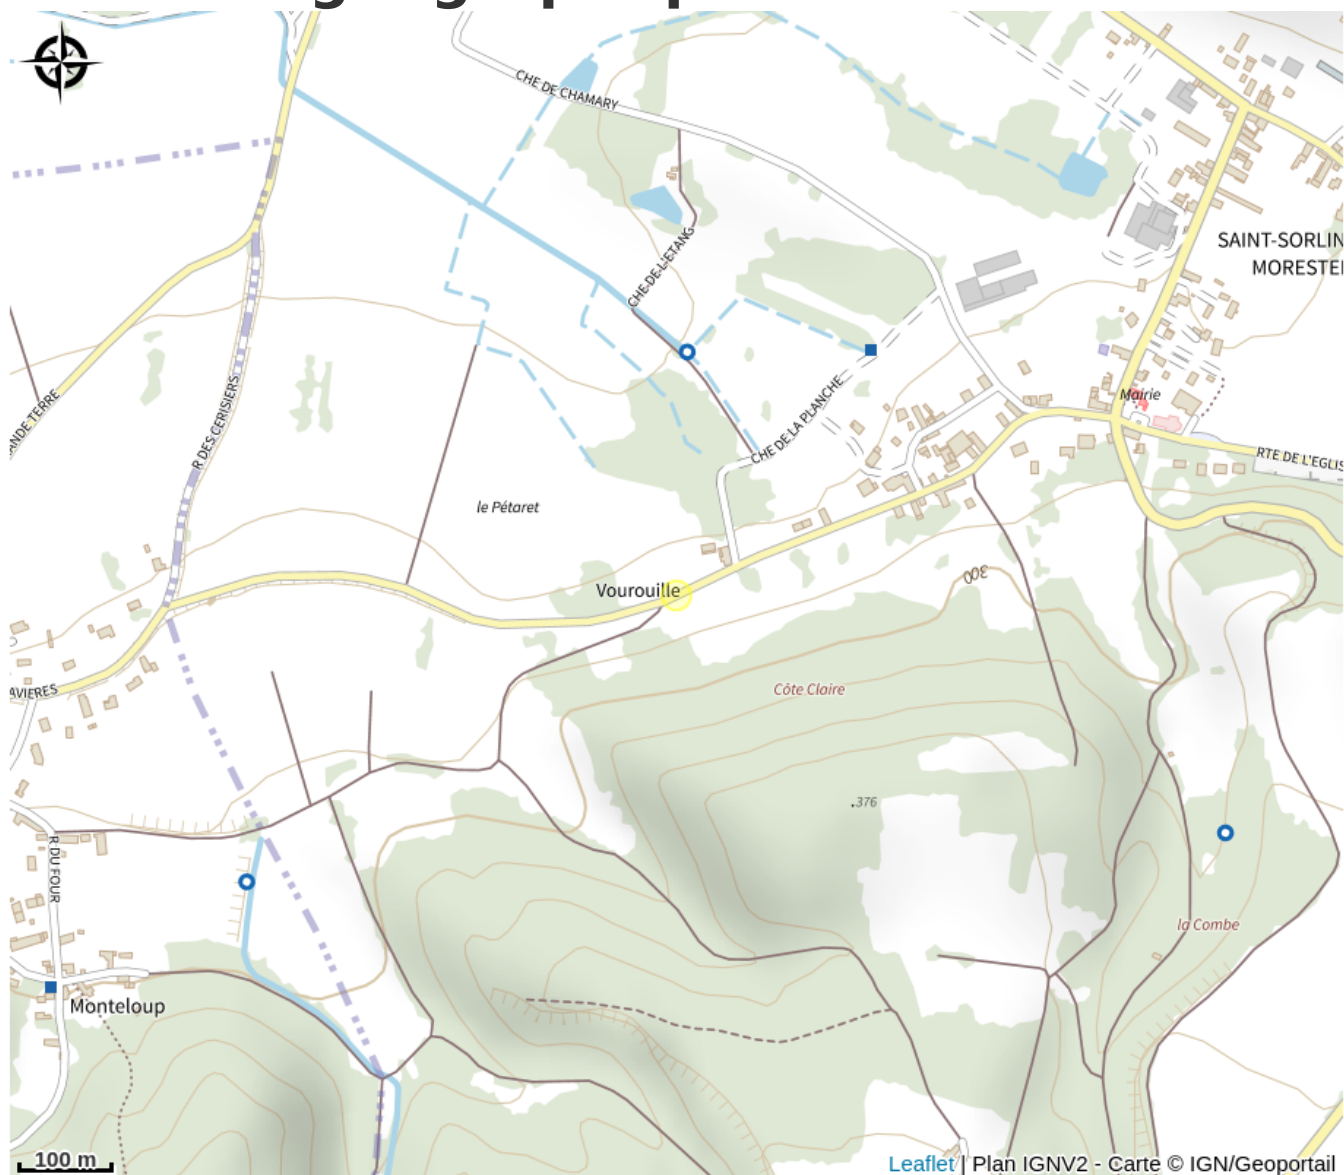 CHE DE CHAMARY
CHE-DE-L'ETANG
SAINT-SORLIN
MORESTEL
ANDE TERRE
R DES CERISIERS
CHE DE LA PLANCHE
Mairie
RTE DE L'EGLIS
le Pétaret
Vourouille
300
AVIERES
Côte Claire
.376
R DU FOUR
la Combe
Monteloup
100 m
Leaflet | Plan IGNV2 - Carte © IGN/Geoportail